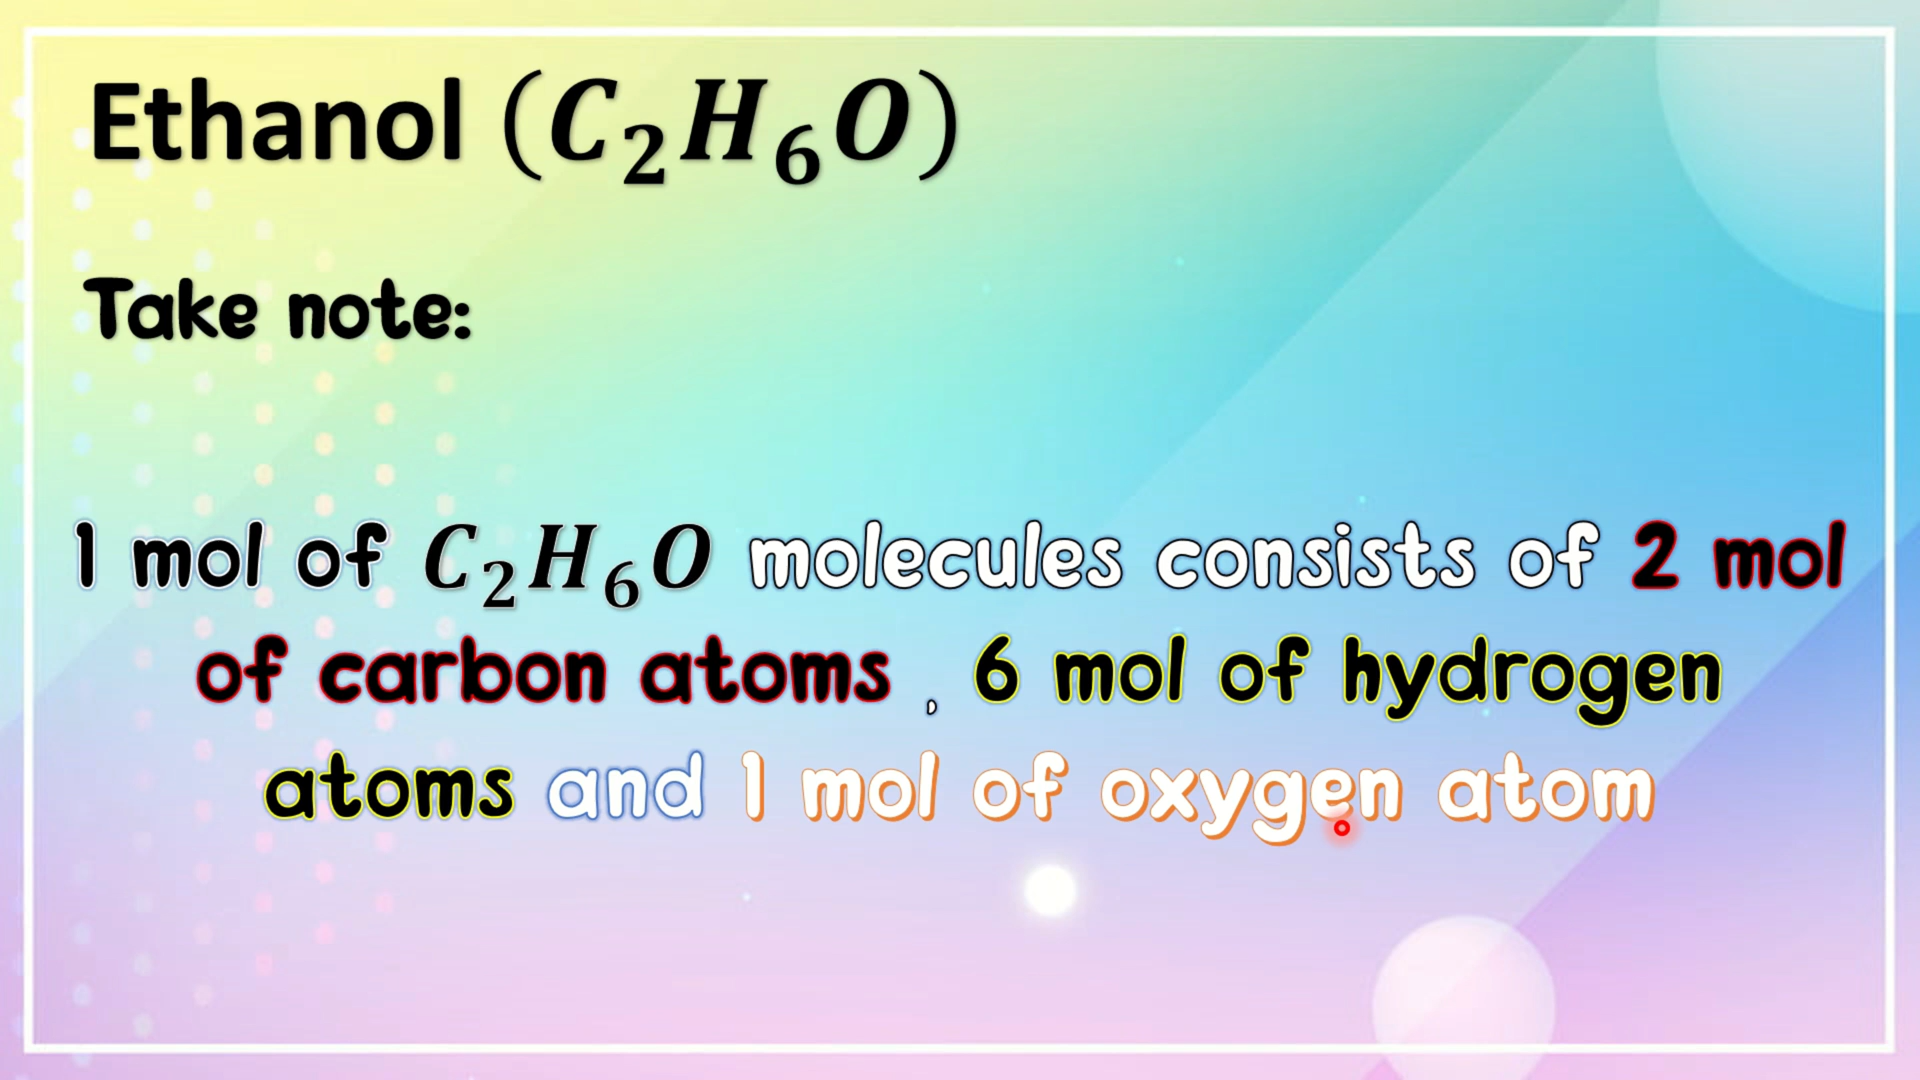 Ethanol (C₂H₆O)
Take note:
1 mol of C₂H₆O molecules consists of 2 mol
of carbon atoms , 6 mol of hydrogen
atoms and 1 mol of oxygen atom